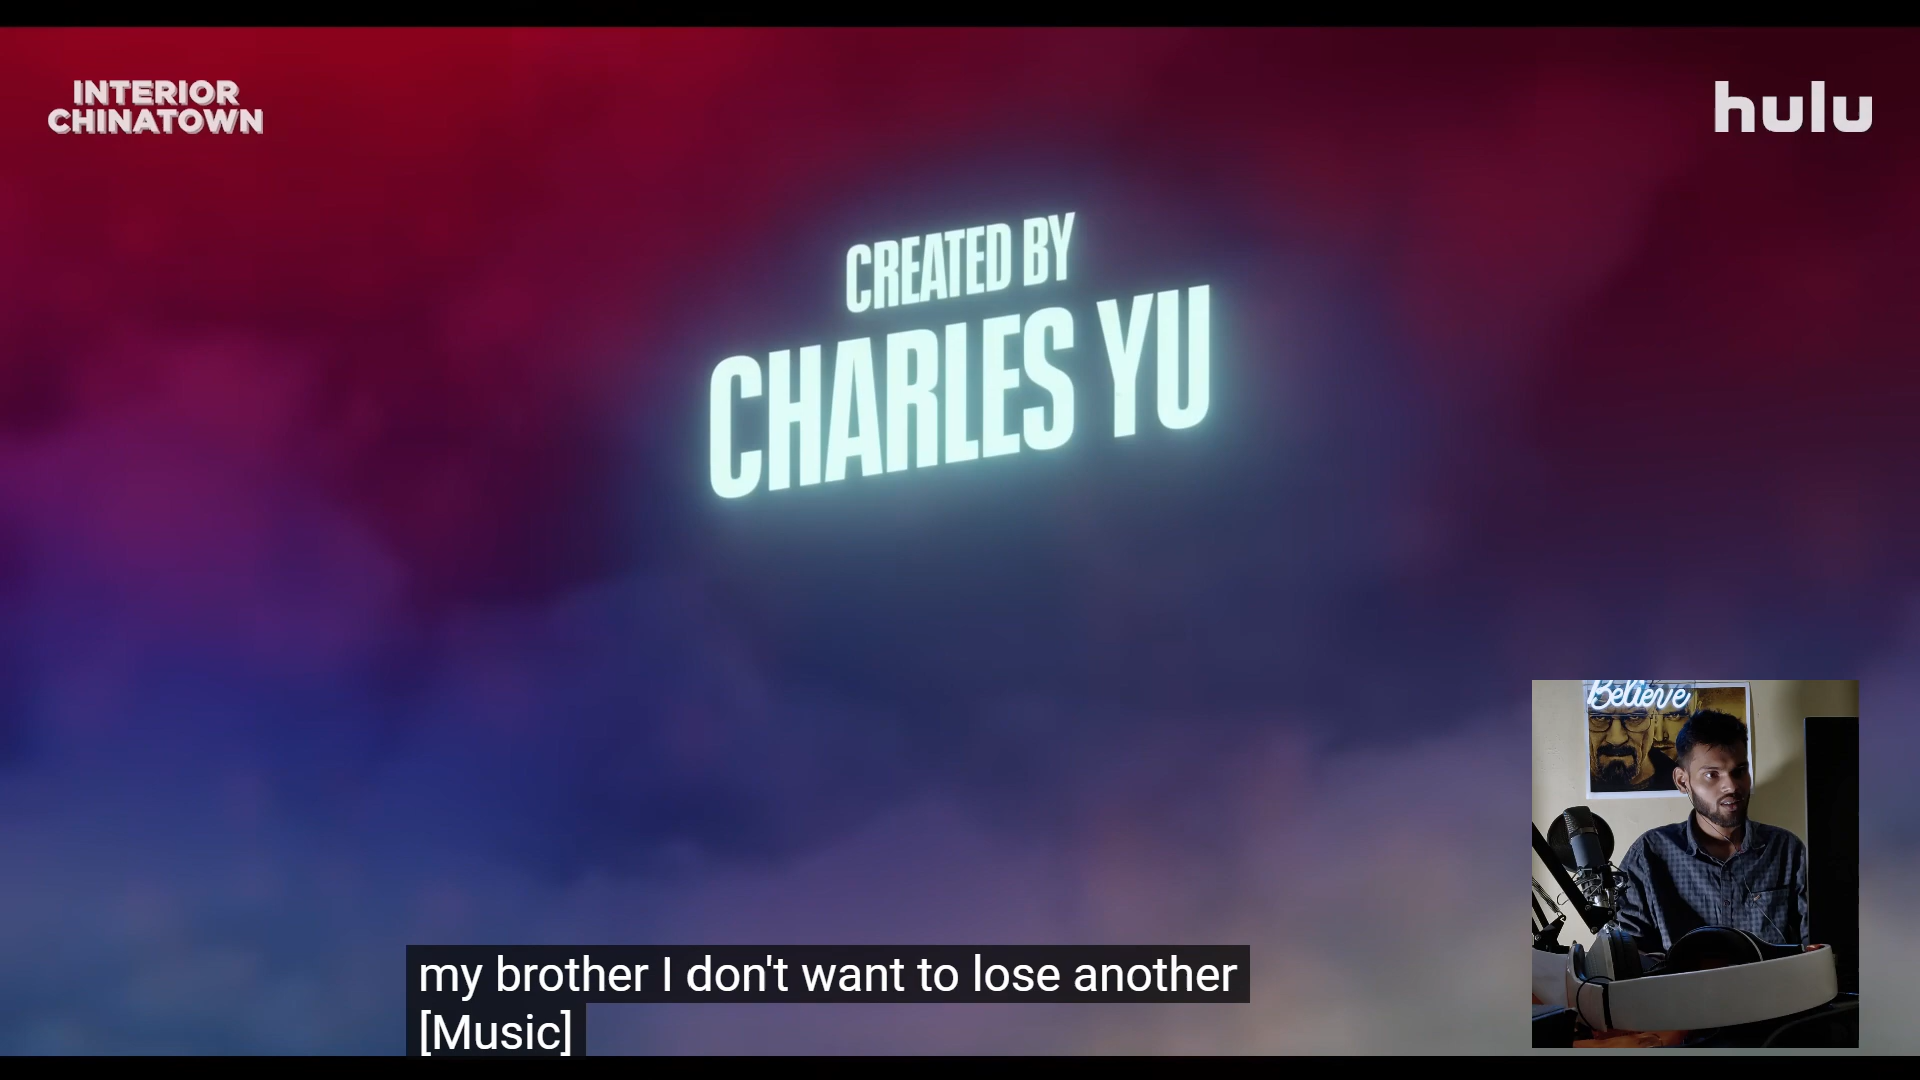 INTERIOR
CHINATOWN
hulu
CREATED BY
CHARLES YU
Believe
my brother I don't want to lose another
[Music]